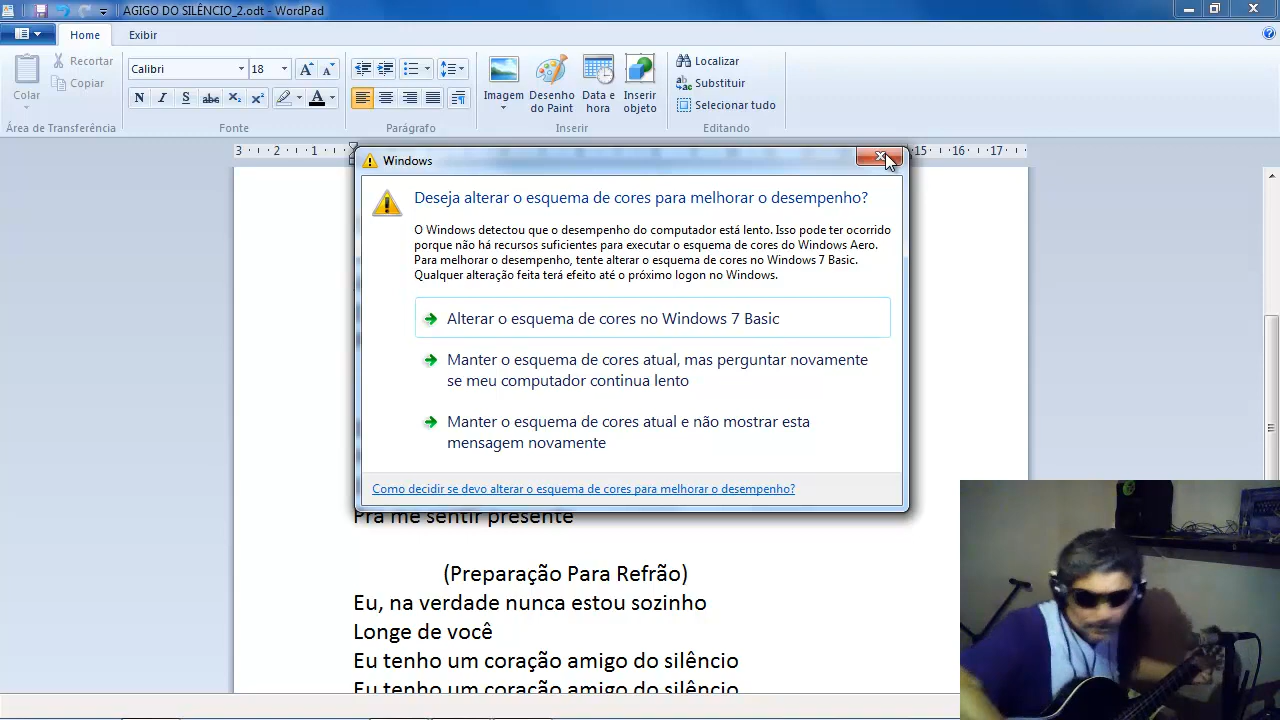 AGIGO DO SILÊNCIO_2.odt - WordPad
Home Exibir
Colar
Recortar
Copiar
Área de Transferência
Calibri 18
N I S abc X₂ X² A
Fonte
Parágrafo
Imagem
Desenho do Paint
Data e hora
Inserir objeto
Inserir
Localizar
Substituir
Selecionar tudo
Editando
3 · 2 · 1 · 15 · 16 · 17
Windows
Deseja alterar o esquema de cores para melhorar o desempenho?
O Windows detectou que o desempenho do computador está lento. Isso pode ter ocorrido
porque não há recursos suficientes para executar o esquema de cores do Windows Aero.
Para melhorar o desempenho, tente alterar o esquema de cores no Windows 7 Basic.
Qualquer alteração feita terá efeito até o próximo logon no Windows.
Alterar o esquema de cores no Windows 7 Basic
Manter o esquema de cores atual, mas perguntar novamente
se meu computador continua lento
Manter o esquema de cores atual e não mostrar esta
mensagem novamente
Como decidir se devo alterar o esquema de cores para melhorar o desempenho?
Pra me sentir presente
(Preparação Para Refrão)
Eu, na verdade nunca estou sozinho
Longe de você
Eu tenho um coração amigo do silêncio
Eu tenho um coração amigo do silêncio